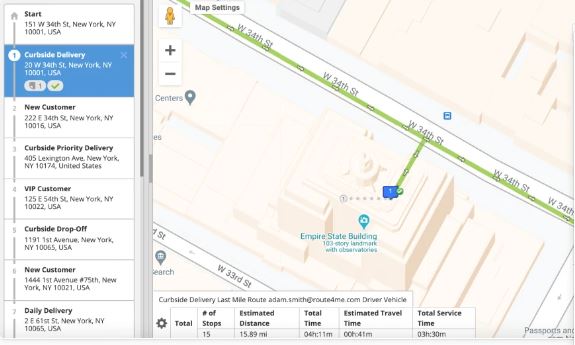 Start
151 W 34th St, New York, NY
10001, USA
1
Curbside Delivery
20 W 34th St, New York, NY
10001, USA
1
2
New Customer
222 E 34th St, New York, NY
10016, USA
3
Curbside Priority Delivery
405 Lexington Ave, New York,
NY 10174, United States
4
VIP Customer
125 E 54th St, New York, NY
10022, USA
5
Curbside Drop-Off
1191 1st Avenue, New York,
NY 10065, USA
6
New Customer
1444 1st Avenue #75th, New
York, NY 10021, USA
7
Daily Delivery
2 E 61st St, New York, NY
10065, USA
Map Settings
+
−
W 34th St
W 34th St
W 34th St
W 34th
Centers
es
1
1
Empire State Building
103-story landmark
with observatories
d St
earch
W 33rd St
Passports and
Curbside Delivery Last Mile Route adam.smith@route4me.com Driver Vehicle
Total
# of Stops
Estimated Distance
Total Time
Estimated Travel Time
Total Service Time
15
15.89 mi
04h:11m
00h:41m
03h:30m